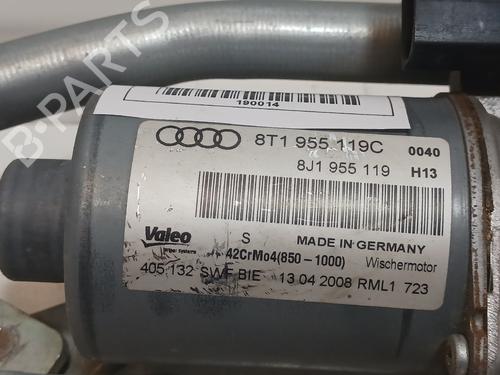 B-PARTS
190014
8T1 955 119C 0040
8J1 955 119 H13
Valeo S MADE IN GERMANY
42CrMo4(850-1000) Wischermotor
405.132 SWF.BIE 13 04 2008 RML1 723